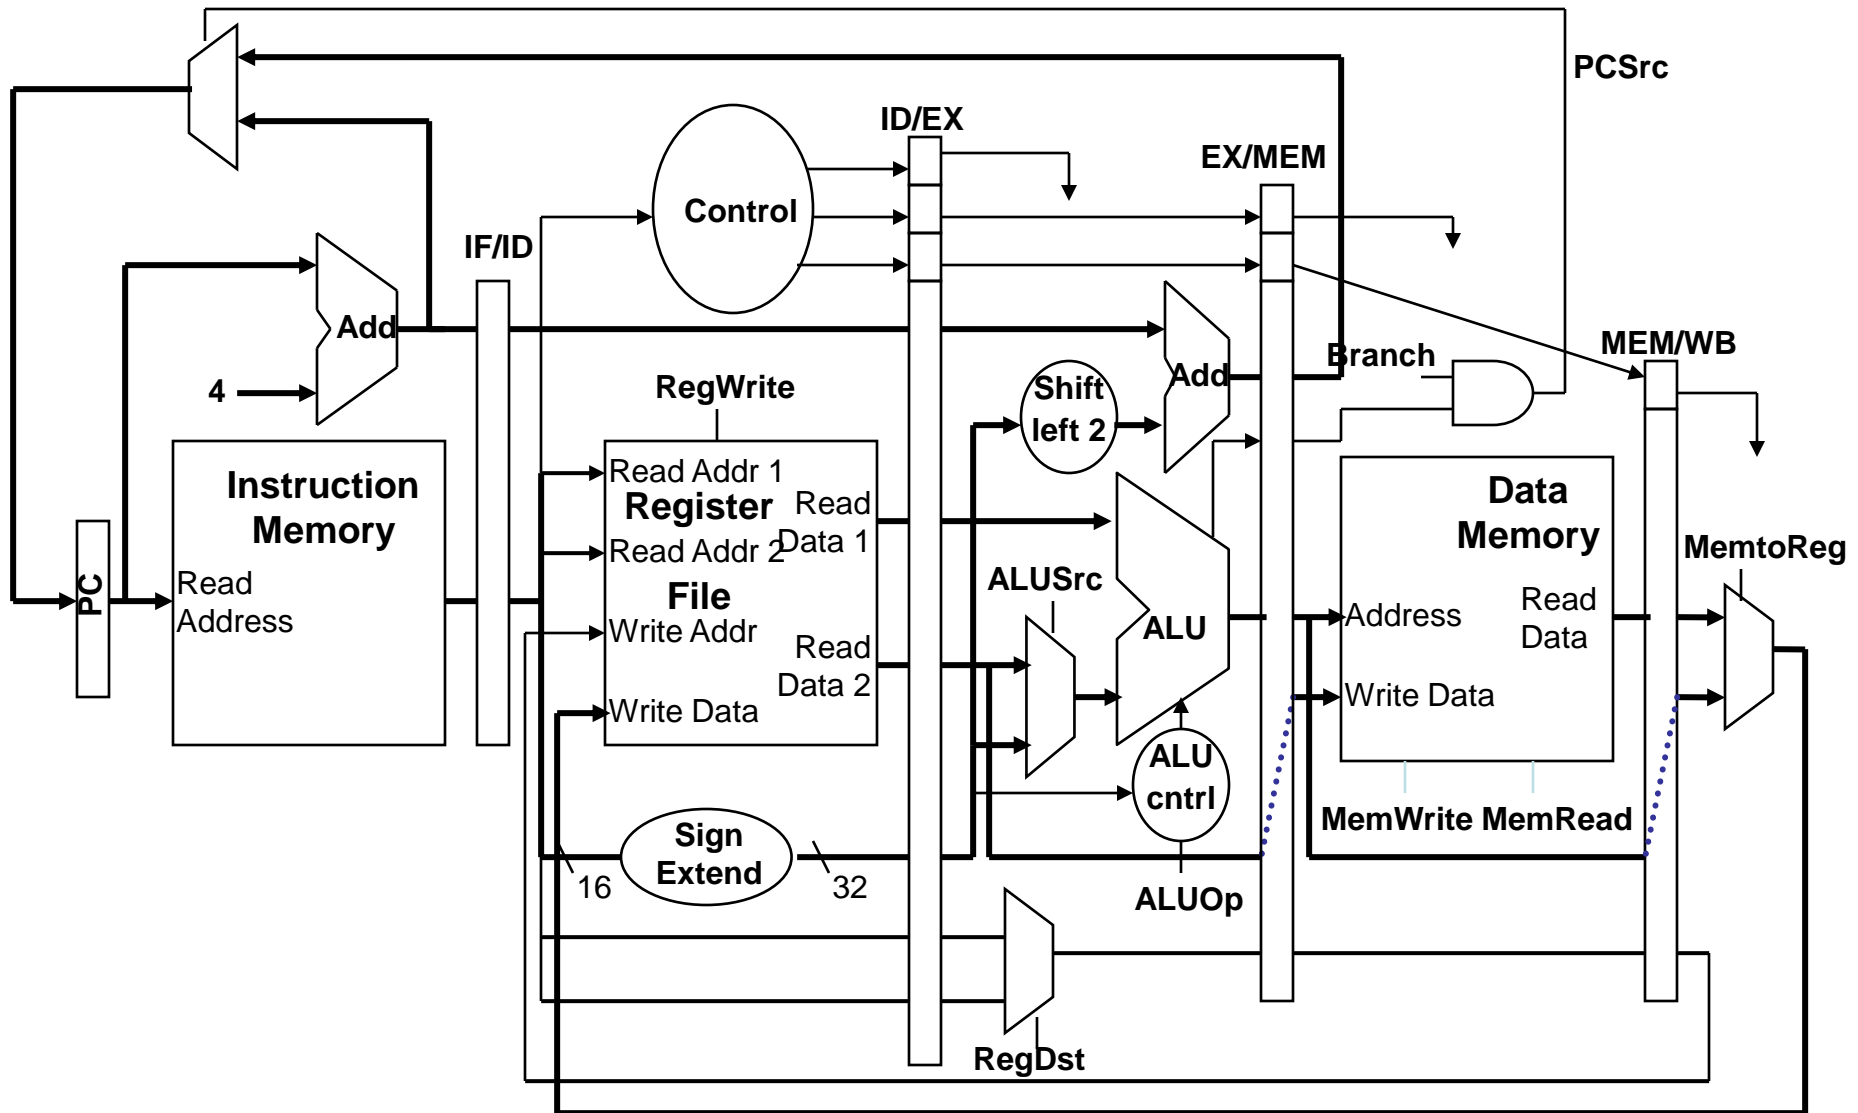 PCSrc
ID/EX
EX/MEM
Control
IF/ID
Add
4
RegWrite
Shift
left 2
Add
Branch
MEM/WB
Instruction
Memory
Read
Address
PC
Read Addr 1
Register
Read Addr 2
File
Write Addr
Write Data
Read
Data 1
Read
Data 2
ALUSrc
ALU
ALU
cntrl
ALUOp
Data
Memory
Address
Read
Data
Write Data
MemtoReg
MemWrite MemRead
Sign
Extend
16
32
RegDst